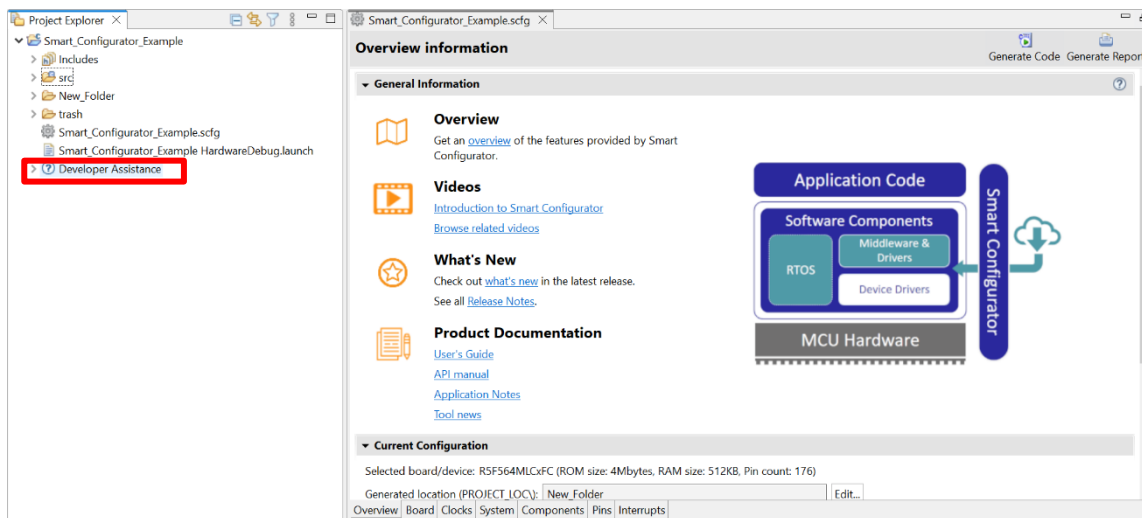 Project Explorer
Smart_Configurator_Example
Includes
src
New_Folder
trash
Smart_Configurator_Example.scfg
Smart_Configurator_Example HardwareDebug.launch
Developer Assistance
Smart_Configurator_Example.scfg
Overview information
Generate Code Generate Repor
General Information
Overview
Get an overview of the features provided by Smart
Configurator.
Videos
Introduction to Smart Configurator
Browse related videos
What's New
Check out what's new in the latest release.
See all Release Notes.
Product Documentation
User's Guide
API manual
Application Notes
Tool news
Application Code
Software Components
RTOS
Middleware &
Drivers
Device Drivers
MCU Hardware
Smart Configurator
Current Configuration
Selected board/device: R5F564MLCxFC (ROM size: 4Mbytes, RAM size: 512KB, Pin count: 176)
Generated location (PROJECT_LOC\): New_Folder Edit...
Overview Board Clocks System Components Pins Interrupts